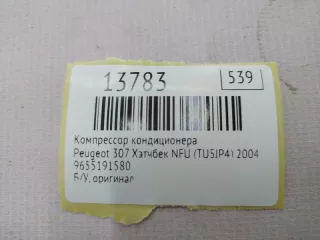 13783
539
Компрессор кондиционера
Peugeot 307 Хэтчбек NFU (TU5JP4) 2004
9655191580
Б/У, оригинал